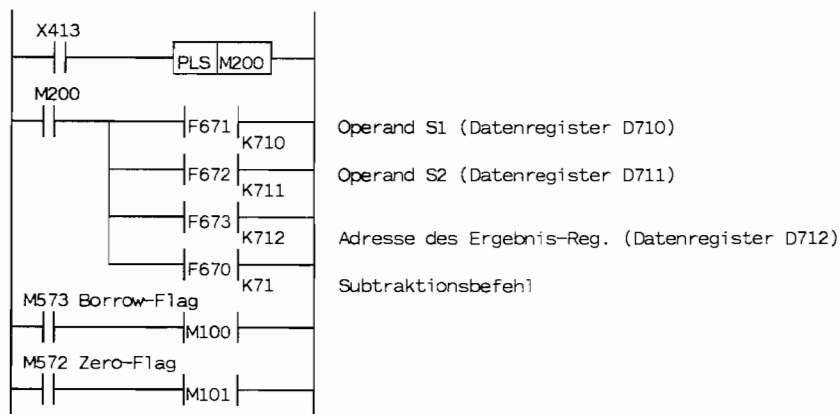 X413
PLS M200
M200
F671 K710 Operand S1 (Datenregister D710)
F672 K711 Operand S2 (Datenregister D711)
F673 K712 Adresse des Ergebnis-Reg. (Datenregister D712)
F670 K71 Subtraktionsbefehl
M573 Borrow-Flag
M100
M572 Zero-Flag
M101